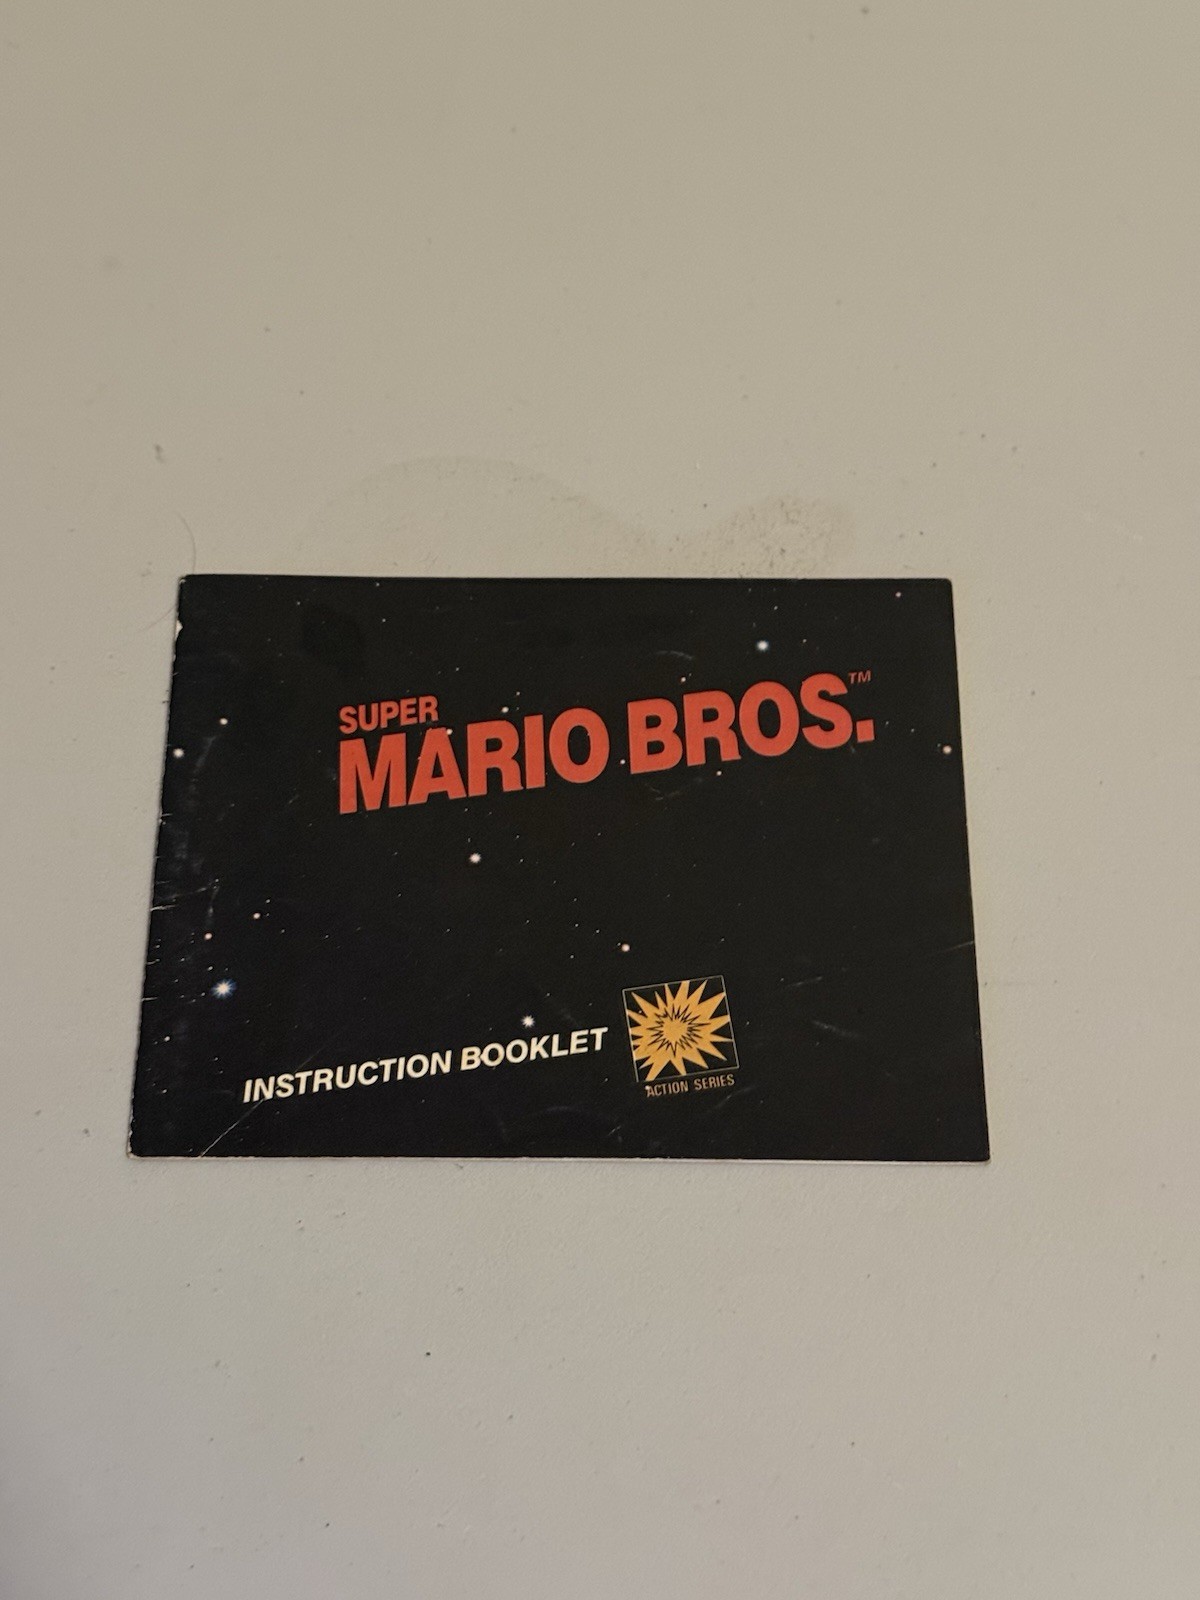 SUPER
MARIO BROS.™
INSTRUCTION BOOKLET
ACTION SERIES